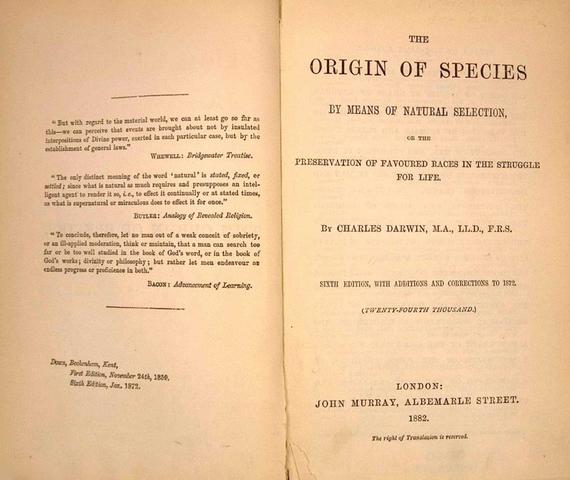 "But with regard to the material world, we can at least go so far as
this—we can perceive that events are brought about not by insulated
interpositions of Divine power, exerted in each particular case, but by the
establishment of general laws."
WHEWELL: Bridgewater Treatise.
"The only distinct meaning of the word 'natural' is stated, fixed, or
settled; since what is natural as much requires and presupposes an intel-
ligent agent to render it so, i.e., to effect it continually or at stated times,
as what is supernatural or miraculous does to effect it for once."
BUTLER: Analogy of Revealed Religion.
"To conclude, therefore, let no man out of a weak conceit of sobriety,
or an ill-applied moderation, think or maintain, that a man can search too
far or be too well studied in the book of God's word, or in the book of
God's works; divinity or philosophy; but rather let men endeavour an
endless progress or proficience in both."
BACON: Advancement of Learning.
Down, Beckenham, Kent,
First Edition, November 24th, 1859.
Sixth Edition, Jan. 1872.
THE
ORIGIN OF SPECIES
BY MEANS OF NATURAL SELECTION,
OR THE
PRESERVATION OF FAVOURED RACES IN THE STRUGGLE
FOR LIFE.
BY CHARLES DARWIN, M.A., LL.D., F.R.S.
SIXTH EDITION, WITH ADDITIONS AND CORRECTIONS TO 1872.
(TWENTY-FOURTH THOUSAND.)
LONDON:
JOHN MURRAY, ALBEMARLE STREET.
1882.
The right of Translation is reserved.